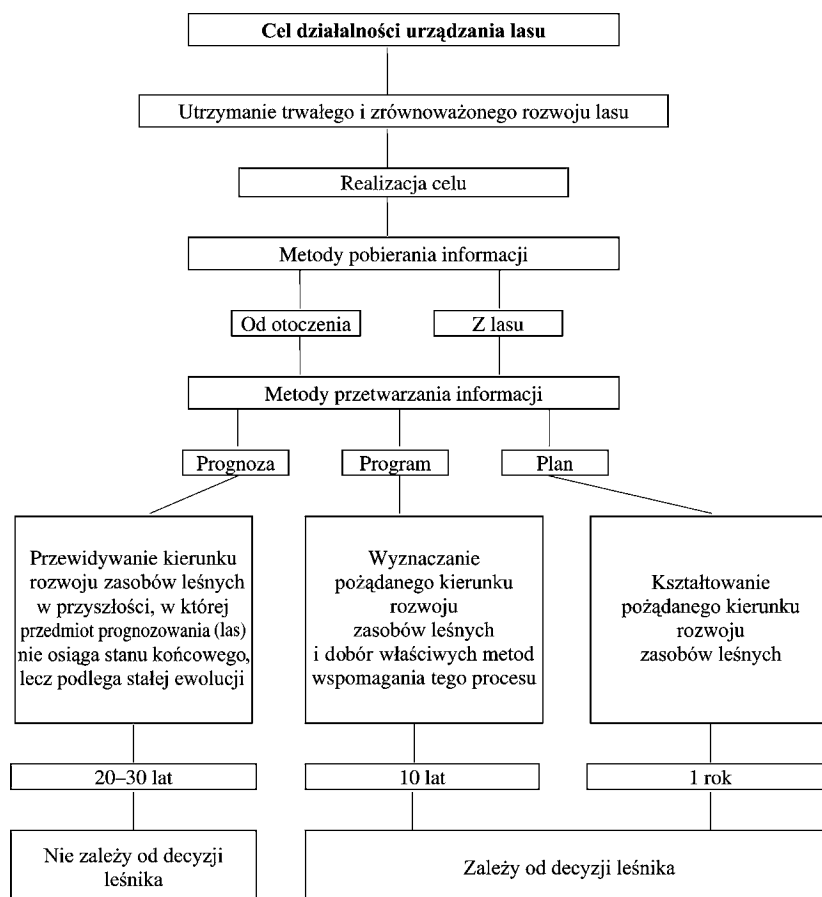 Cel działalności urządzania lasu
Utrzymanie trwałego i zrównoważonego rozwoju lasu
Realizacja celu
Metody pobierania informacji
Od otoczenia
Z lasu
Metody przetwarzania informacji
Prognoza
Program
Plan
Przewidywanie kierunku
rozwoju zasobów leśnych
w przyszłości, w której
przedmiot prognozowania (las)
nie osiąga stanu końcowego,
lecz podlega stałej ewolucji
Wyznaczanie
pożądanego kierunku
rozwoju
zasobów leśnych
i dobór właściwych metod
wspomagania tego procesu
Kształtowanie
pożądanego kierunku
rozwoju
zasobów leśnych
20–30 lat
10 lat
1 rok
Nie zależy od decyzji
leśnika
Zależy od decyzji leśnika